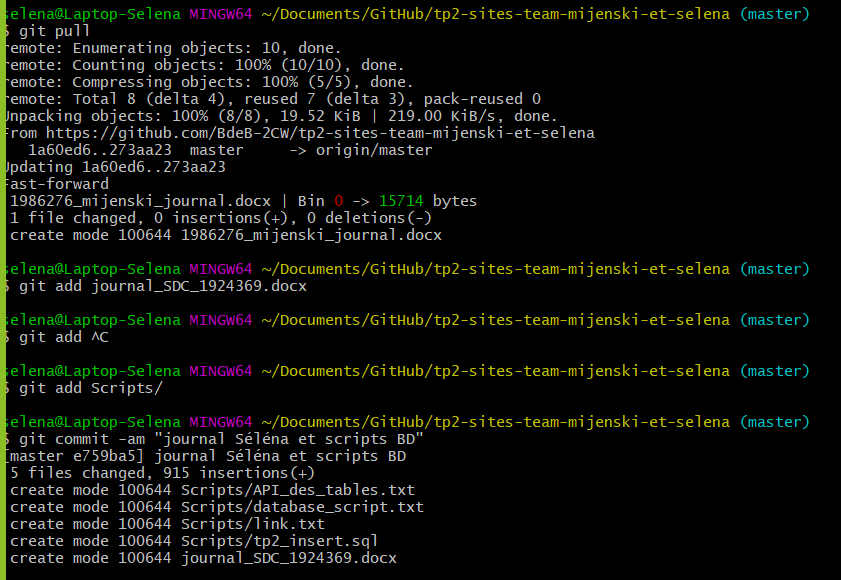 selena@Laptop-Selena MINGW64 ~/Documents/GitHub/tp2-sites-team-mijenski-et-selena (master)
$ git pull
remote: Enumerating objects: 10, done.
remote: Counting objects: 100% (10/10), done.
remote: Compressing objects: 100% (5/5), done.
remote: Total 8 (delta 4), reused 7 (delta 3), pack-reused 0
Unpacking objects: 100% (8/8), 19.52 KiB | 219.00 KiB/s, done.
From https://github.com/BdeB-2CW/tp2-sites-team-mijenski-et-selena
   1a60ed6..273aa23  master     -> origin/master
Updating 1a60ed6..273aa23
Fast-forward
 1986276_mijenski_journal.docx | Bin 0 -> 15714 bytes
 1 file changed, 0 insertions(+), 0 deletions(-)
 create mode 100644 1986276_mijenski_journal.docx
selena@Laptop-Selena MINGW64 ~/Documents/GitHub/tp2-sites-team-mijenski-et-selena (master)
$ git add journal_SDC_1924369.docx
selena@Laptop-Selena MINGW64 ~/Documents/GitHub/tp2-sites-team-mijenski-et-selena (master)
$ git add ^C
selena@Laptop-Selena MINGW64 ~/Documents/GitHub/tp2-sites-team-mijenski-et-selena (master)
$ git add Scripts/
selena@Laptop-Selena MINGW64 ~/Documents/GitHub/tp2-sites-team-mijenski-et-selena (master)
$ git commit -am "journal Séléna et scripts BD"
[master e759ba5] journal Séléna et scripts BD
 5 files changed, 915 insertions(+)
 create mode 100644 Scripts/API_des_tables.txt
 create mode 100644 Scripts/database_script.txt
 create mode 100644 Scripts/link.txt
 create mode 100644 Scripts/tp2_insert.sql
 create mode 100644 journal_SDC_1924369.docx